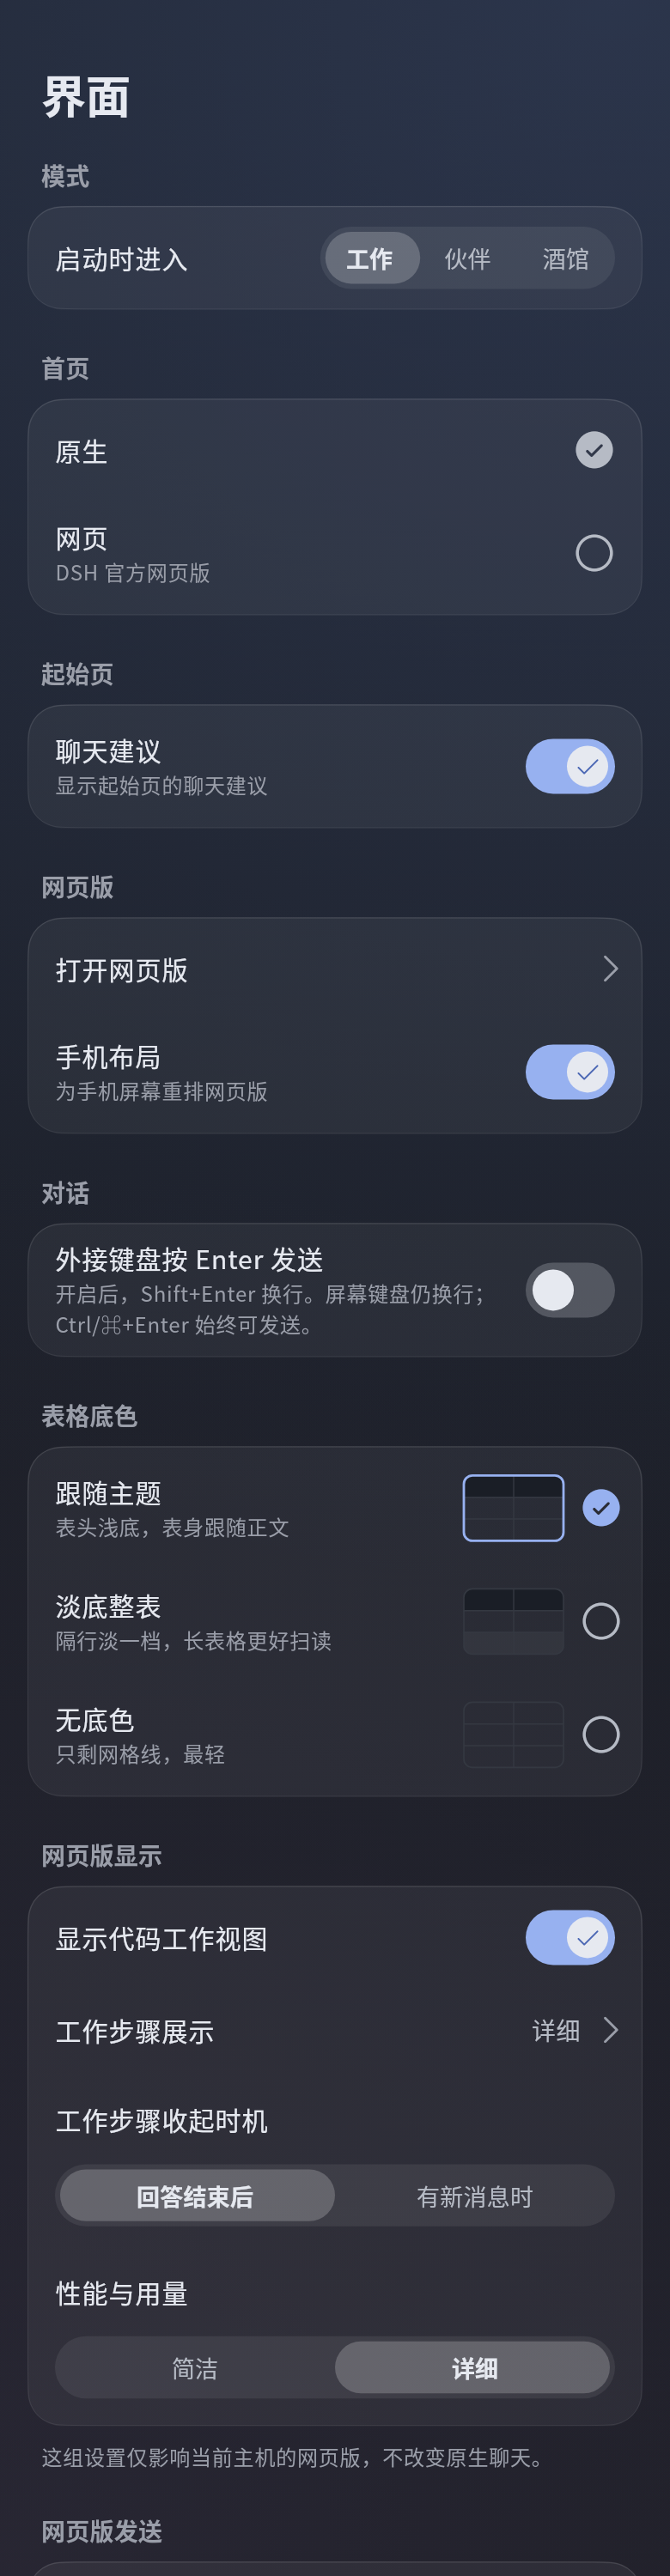 界面
模式
启动时进入
工作
伙伴
酒馆
首页
原生
网页
DSH 官方网页版
起始页
聊天建议
显示起始页的聊天建议
网页版
打开网页版
手机布局
为手机屏幕重排网页版
对话
外接键盘按 Enter 发送
开启后，Shift+Enter 换行。屏幕键盘仍换行；
Ctrl/⌘+Enter 始终可发送。
表格底色
跟随主题
表头浅底，表身跟随正文
淡底整表
隔行淡一档，长表格更好扫读
无底色
只剩网格线，最轻
网页版显示
显示代码工作视图
工作步骤展示
详细
工作步骤收起时机
回答结束后
有新消息时
性能与用量
简洁
详细
这组设置仅影响当前主机的网页版，不改变原生聊天。
网页版发送